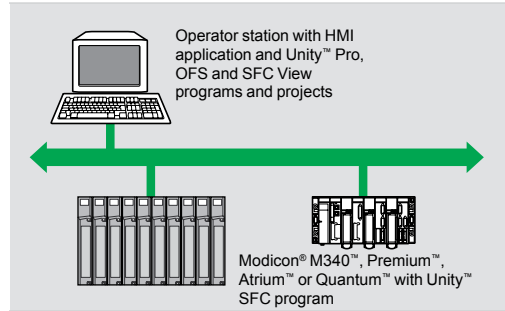 Operator station with HMI
application and Unity™ Pro,
OFS and SFC View
programs and projects
Modicon® M340™, Premium™,
Atrium™ or Quantum™ with Unity™
SFC program